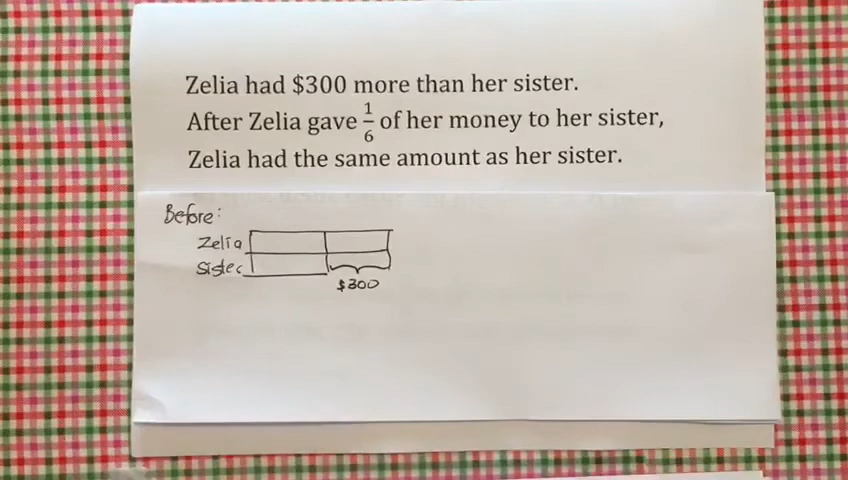 Zelia had $300 more than her sister.
After Zelia gave 1/6 of her money to her sister,
Zelia had the same amount as her sister.
Before:
Zelia
Sister
$300